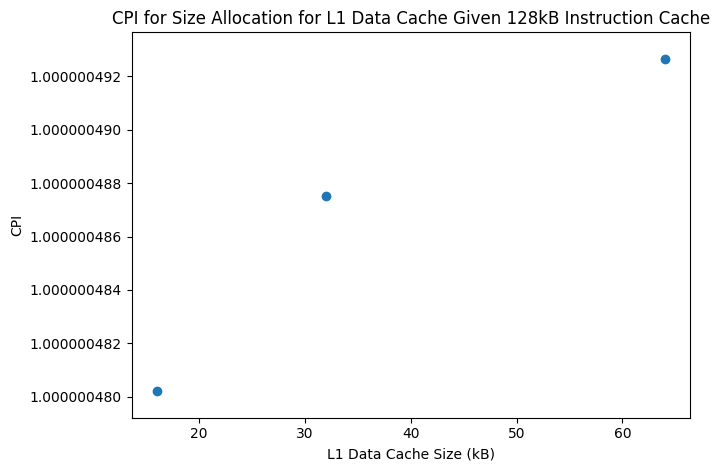 CPI for Size Allocation for L1 Data Cache Given 128kB Instruction Cache
1.000000492
1.000000490
1.000000488
1.000000486
1.000000484
1.000000482
1.000000480
CPI
20 30 40 50 60
L1 Data Cache Size (kB)